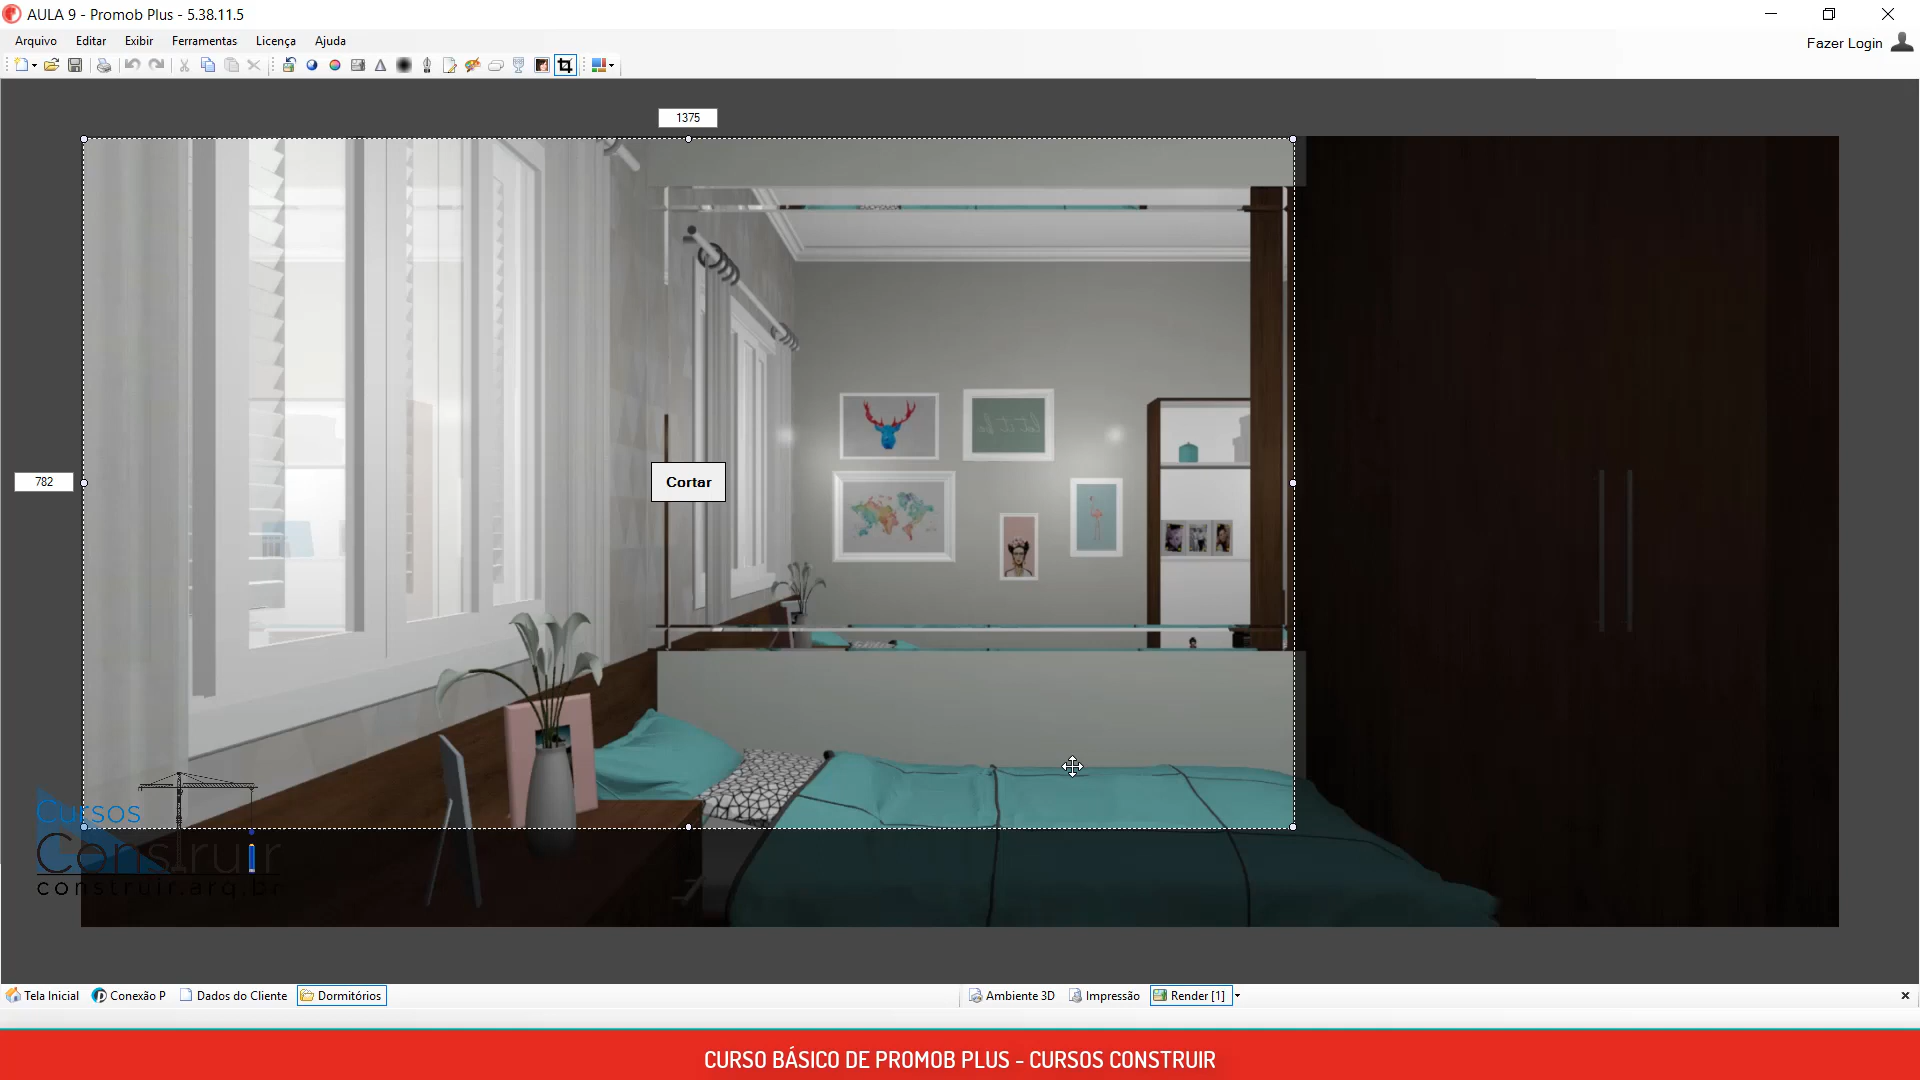 AULA 9 - Promob Plus - 5.38.11.5
Arquivo Editar Exibir Ferramentas Licença Ajuda
Fazer Login
1375
782
Cortar
Cursos
Construir
construir.arq.br
Tela Inicial Conexão P Dados do Cliente Dormitórios Ambiente 3D Impressão Render [1]
CURSO BÁSICO DE PROMOB PLUS - CURSOS CONSTRUIR